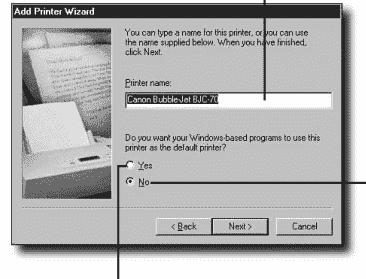 Add Printer Wizard
You can type a name for this printer, or you can use
the name supplied below. When you have finished,
click Next.
Printer name:
Canon Bubble-Jet BJC-70
Do you want your Windows-based programs to use this
printer as the default printer?
Yes
No
< Back Next > Cancel